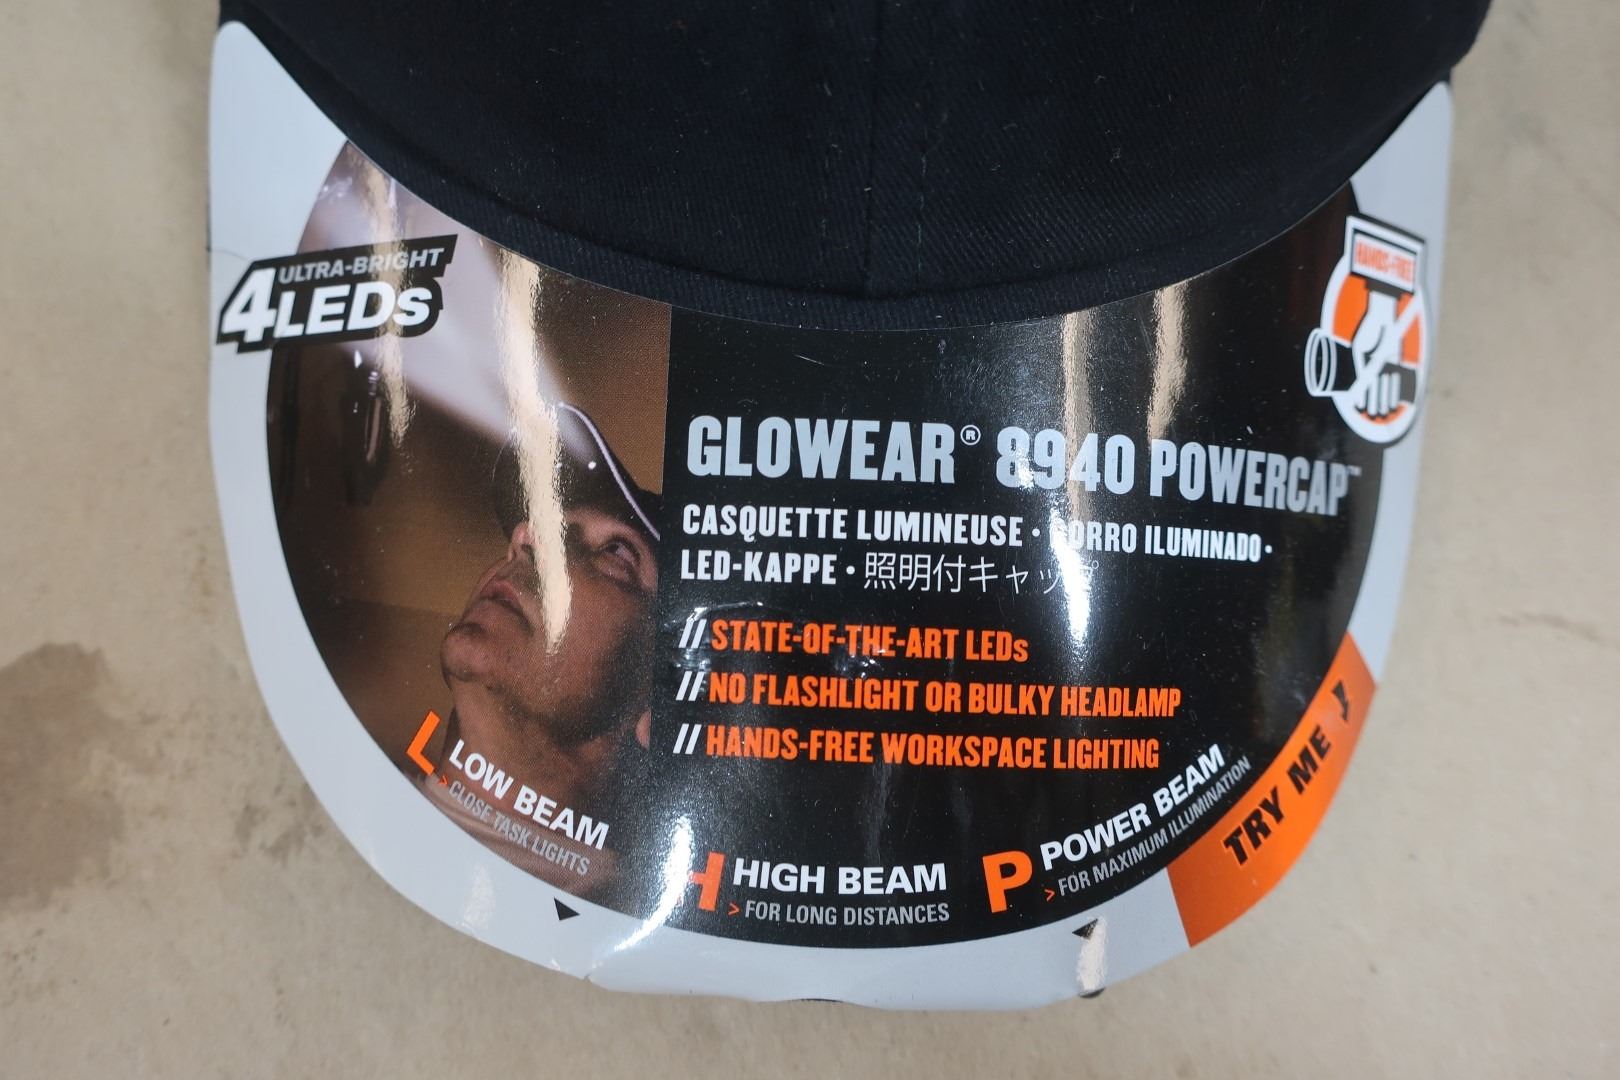 4 ULTRA-BRIGHT
LEDs
HANDS-FREE
GLOWEAR® 8940 POWERCAP™
CASQUETTE LUMINEUSE • GORRO ILUMINADO •
LED-KAPPE • 照明付キャップ
// STATE-OF-THE-ART LEDs
// NO FLASHLIGHT OR BULKY HEADLAMP
// HANDS-FREE WORKSPACE LIGHTING
L LOW BEAM
> CLOSE TASK LIGHTS
H HIGH BEAM
> FOR LONG DISTANCES
P POWER BEAM
> FOR MAXIMUM ILLUMINATION
TRY ME!